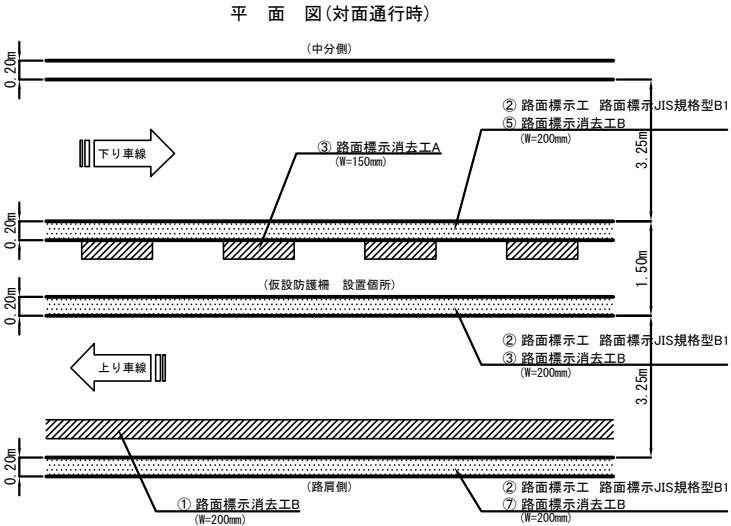 平 面 図(対面通行時)
(中分側)
0.20m
② 路面標示工 路面標示JIS規格型B1
⑤ 路面標示消去工B
(W=200mm)
3.25m
下り車線
③ 路面標示消去工A
(W=150mm)
0.20m
1.50m
(仮設防護柵 設置個所)
0.20m
② 路面標示工 路面標示JIS規格型B1
③ 路面標示消去工B
(W=200mm)
上り車線
3.25m
0.20m
(路肩側)
② 路面標示工 路面標示JIS規格型B1
⑦ 路面標示消去工B
(W=200mm)
① 路面標示消去工B
(W=200mm)